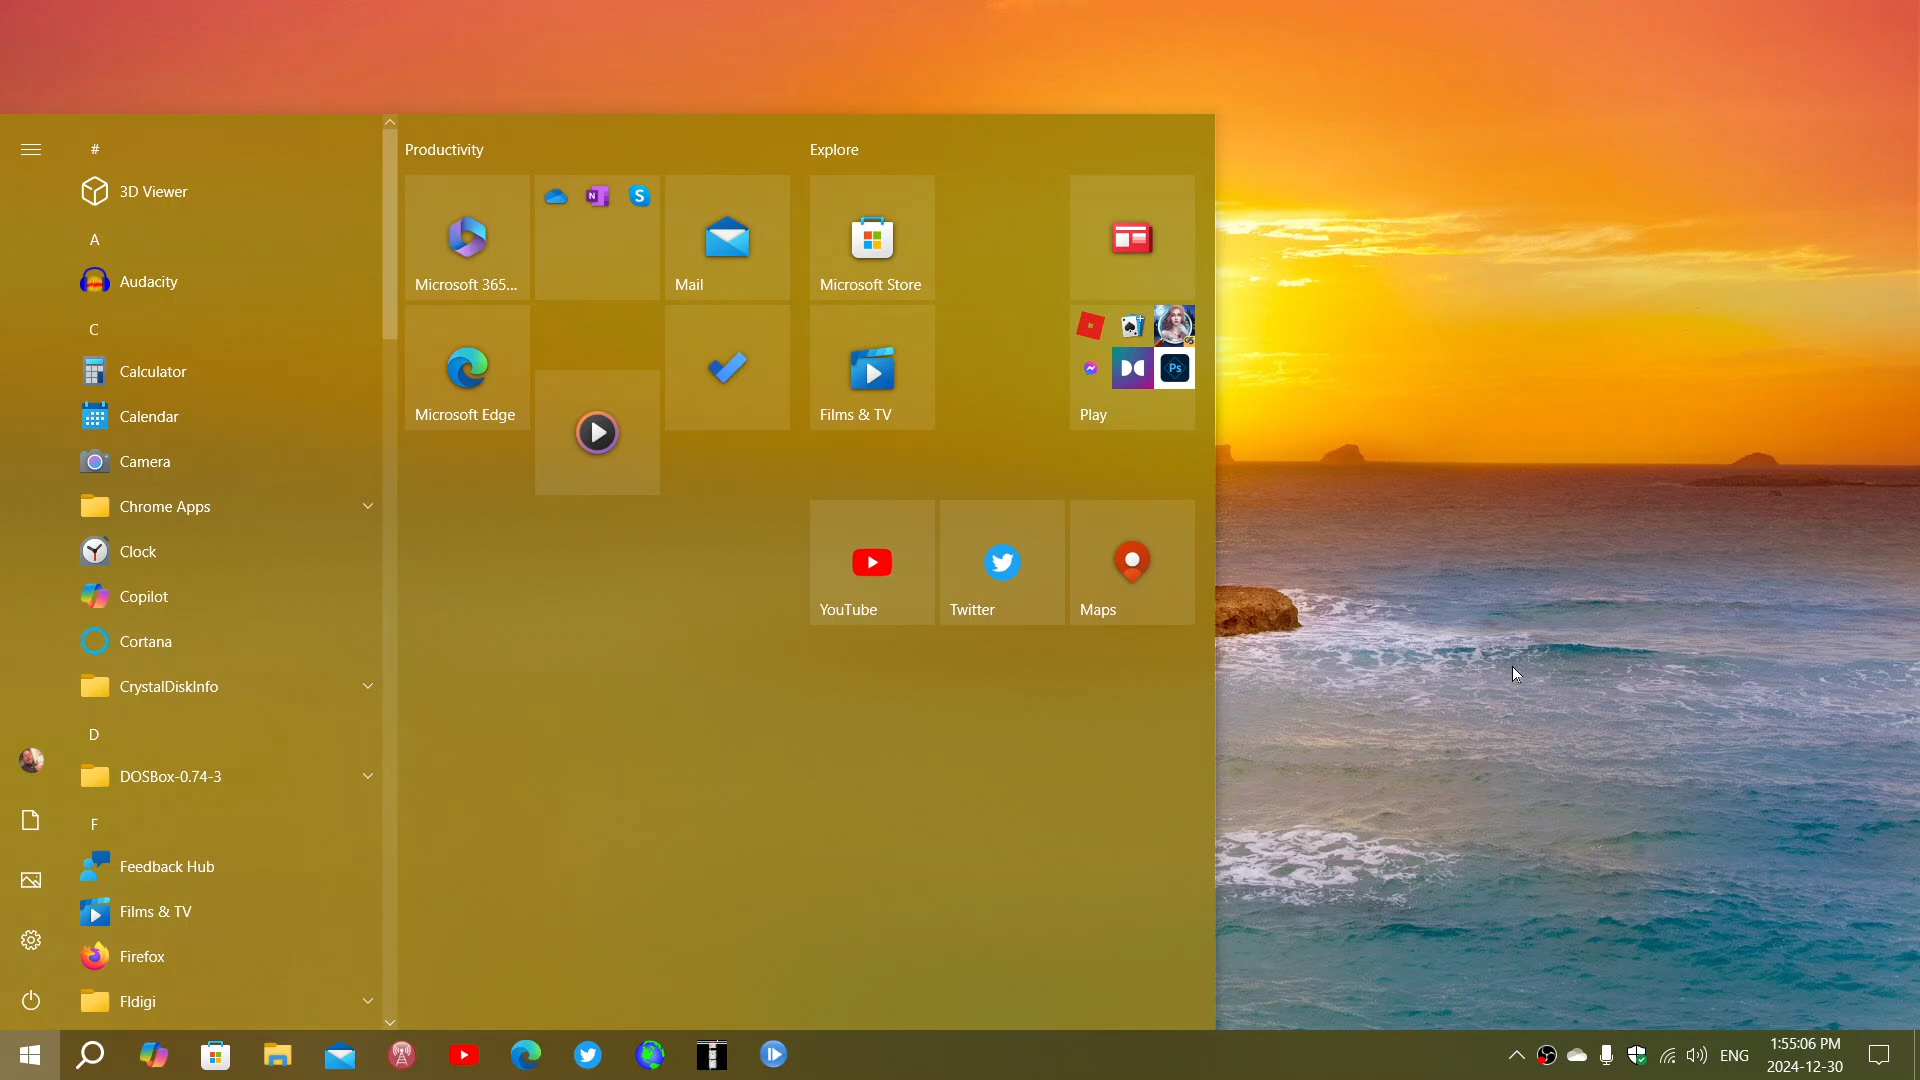 #
3D Viewer
A
Audacity
C
Calculator
Calendar
Camera
Chrome Apps
Clock
Copilot
Cortana
CrystalDiskInfo
D
DOSBox-0.74-3
F
Feedback Hub
Films & TV
Firefox
Fldigi
Productivity
N
S
Microsoft 365...
Mail
Microsoft Edge
Explore
Microsoft Store
Films & TV
G5
Ps
Play
YouTube
Twitter
Maps
ENG
1:55:06 PM
2024-12-30